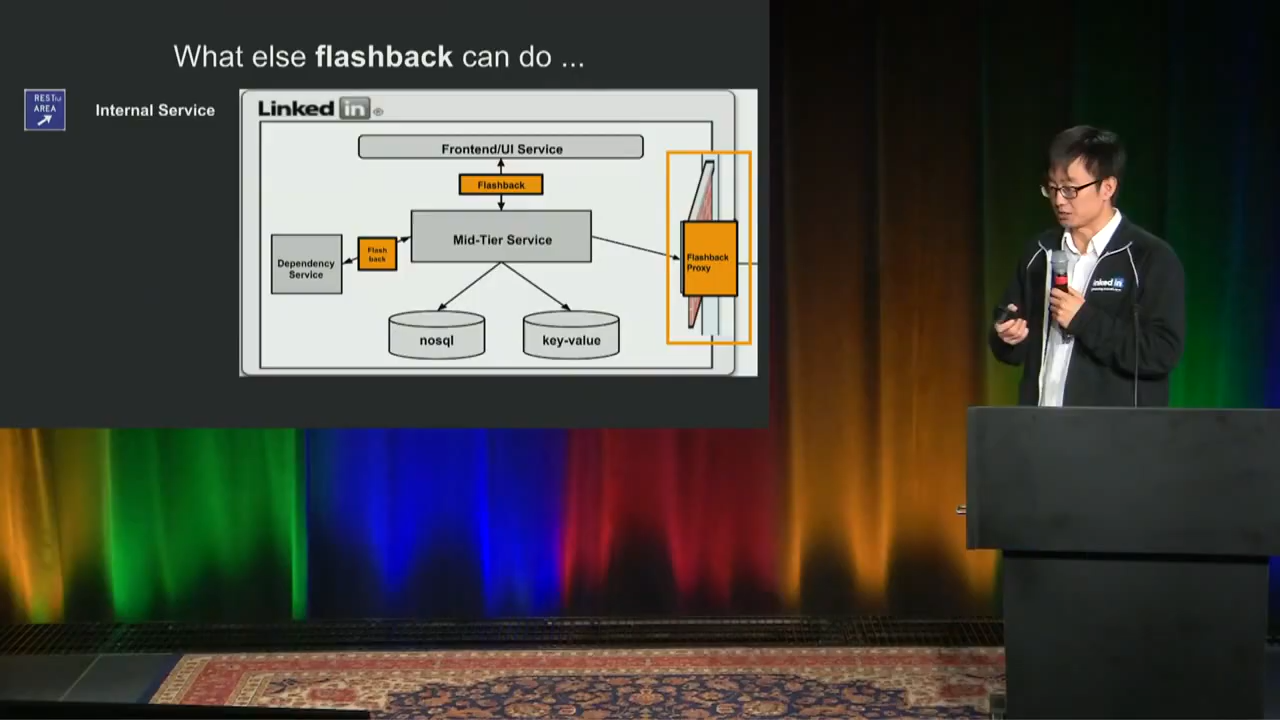 What else flashback can do ...
REST.li
AREA
Internal Service
Linked in ®
Frontend/UI Service
Flashback
Mid-Tier Service
Dependency
Service
Flash
back
Flashback
Proxy
nosql
key-value
Linked in